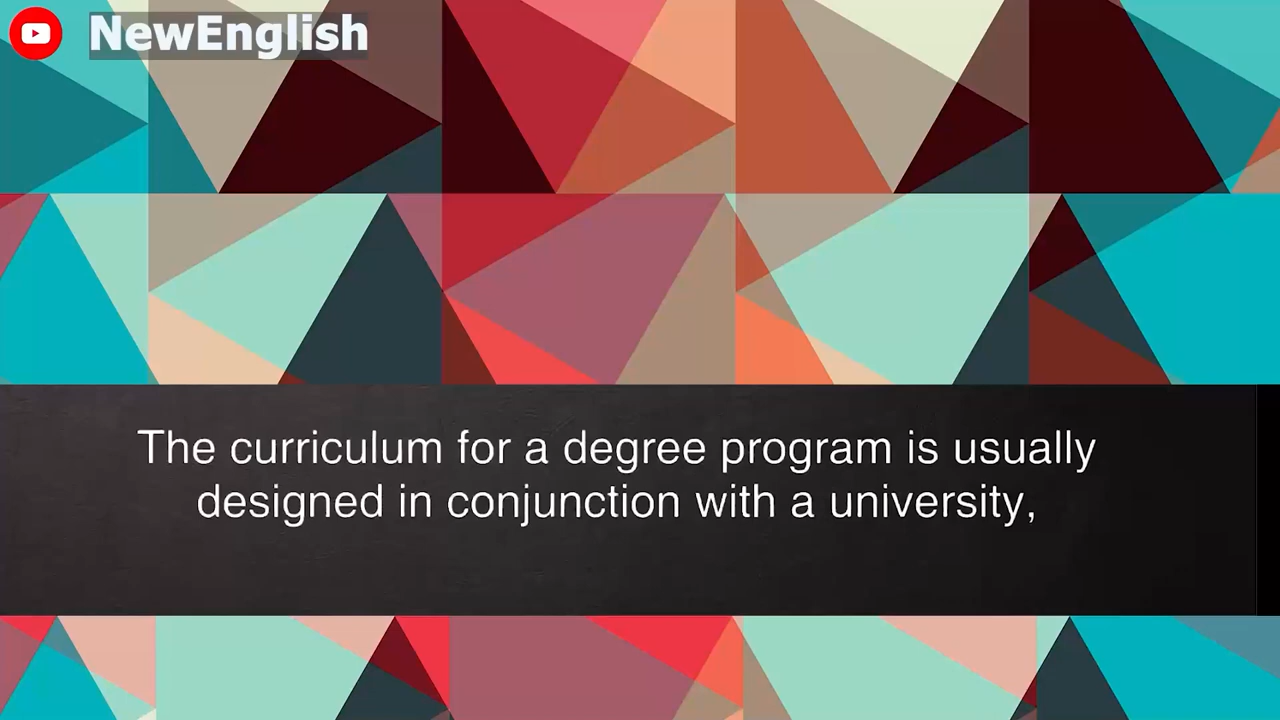 NewEnglish
The curriculum for a degree program is usually
designed in conjunction with a university,